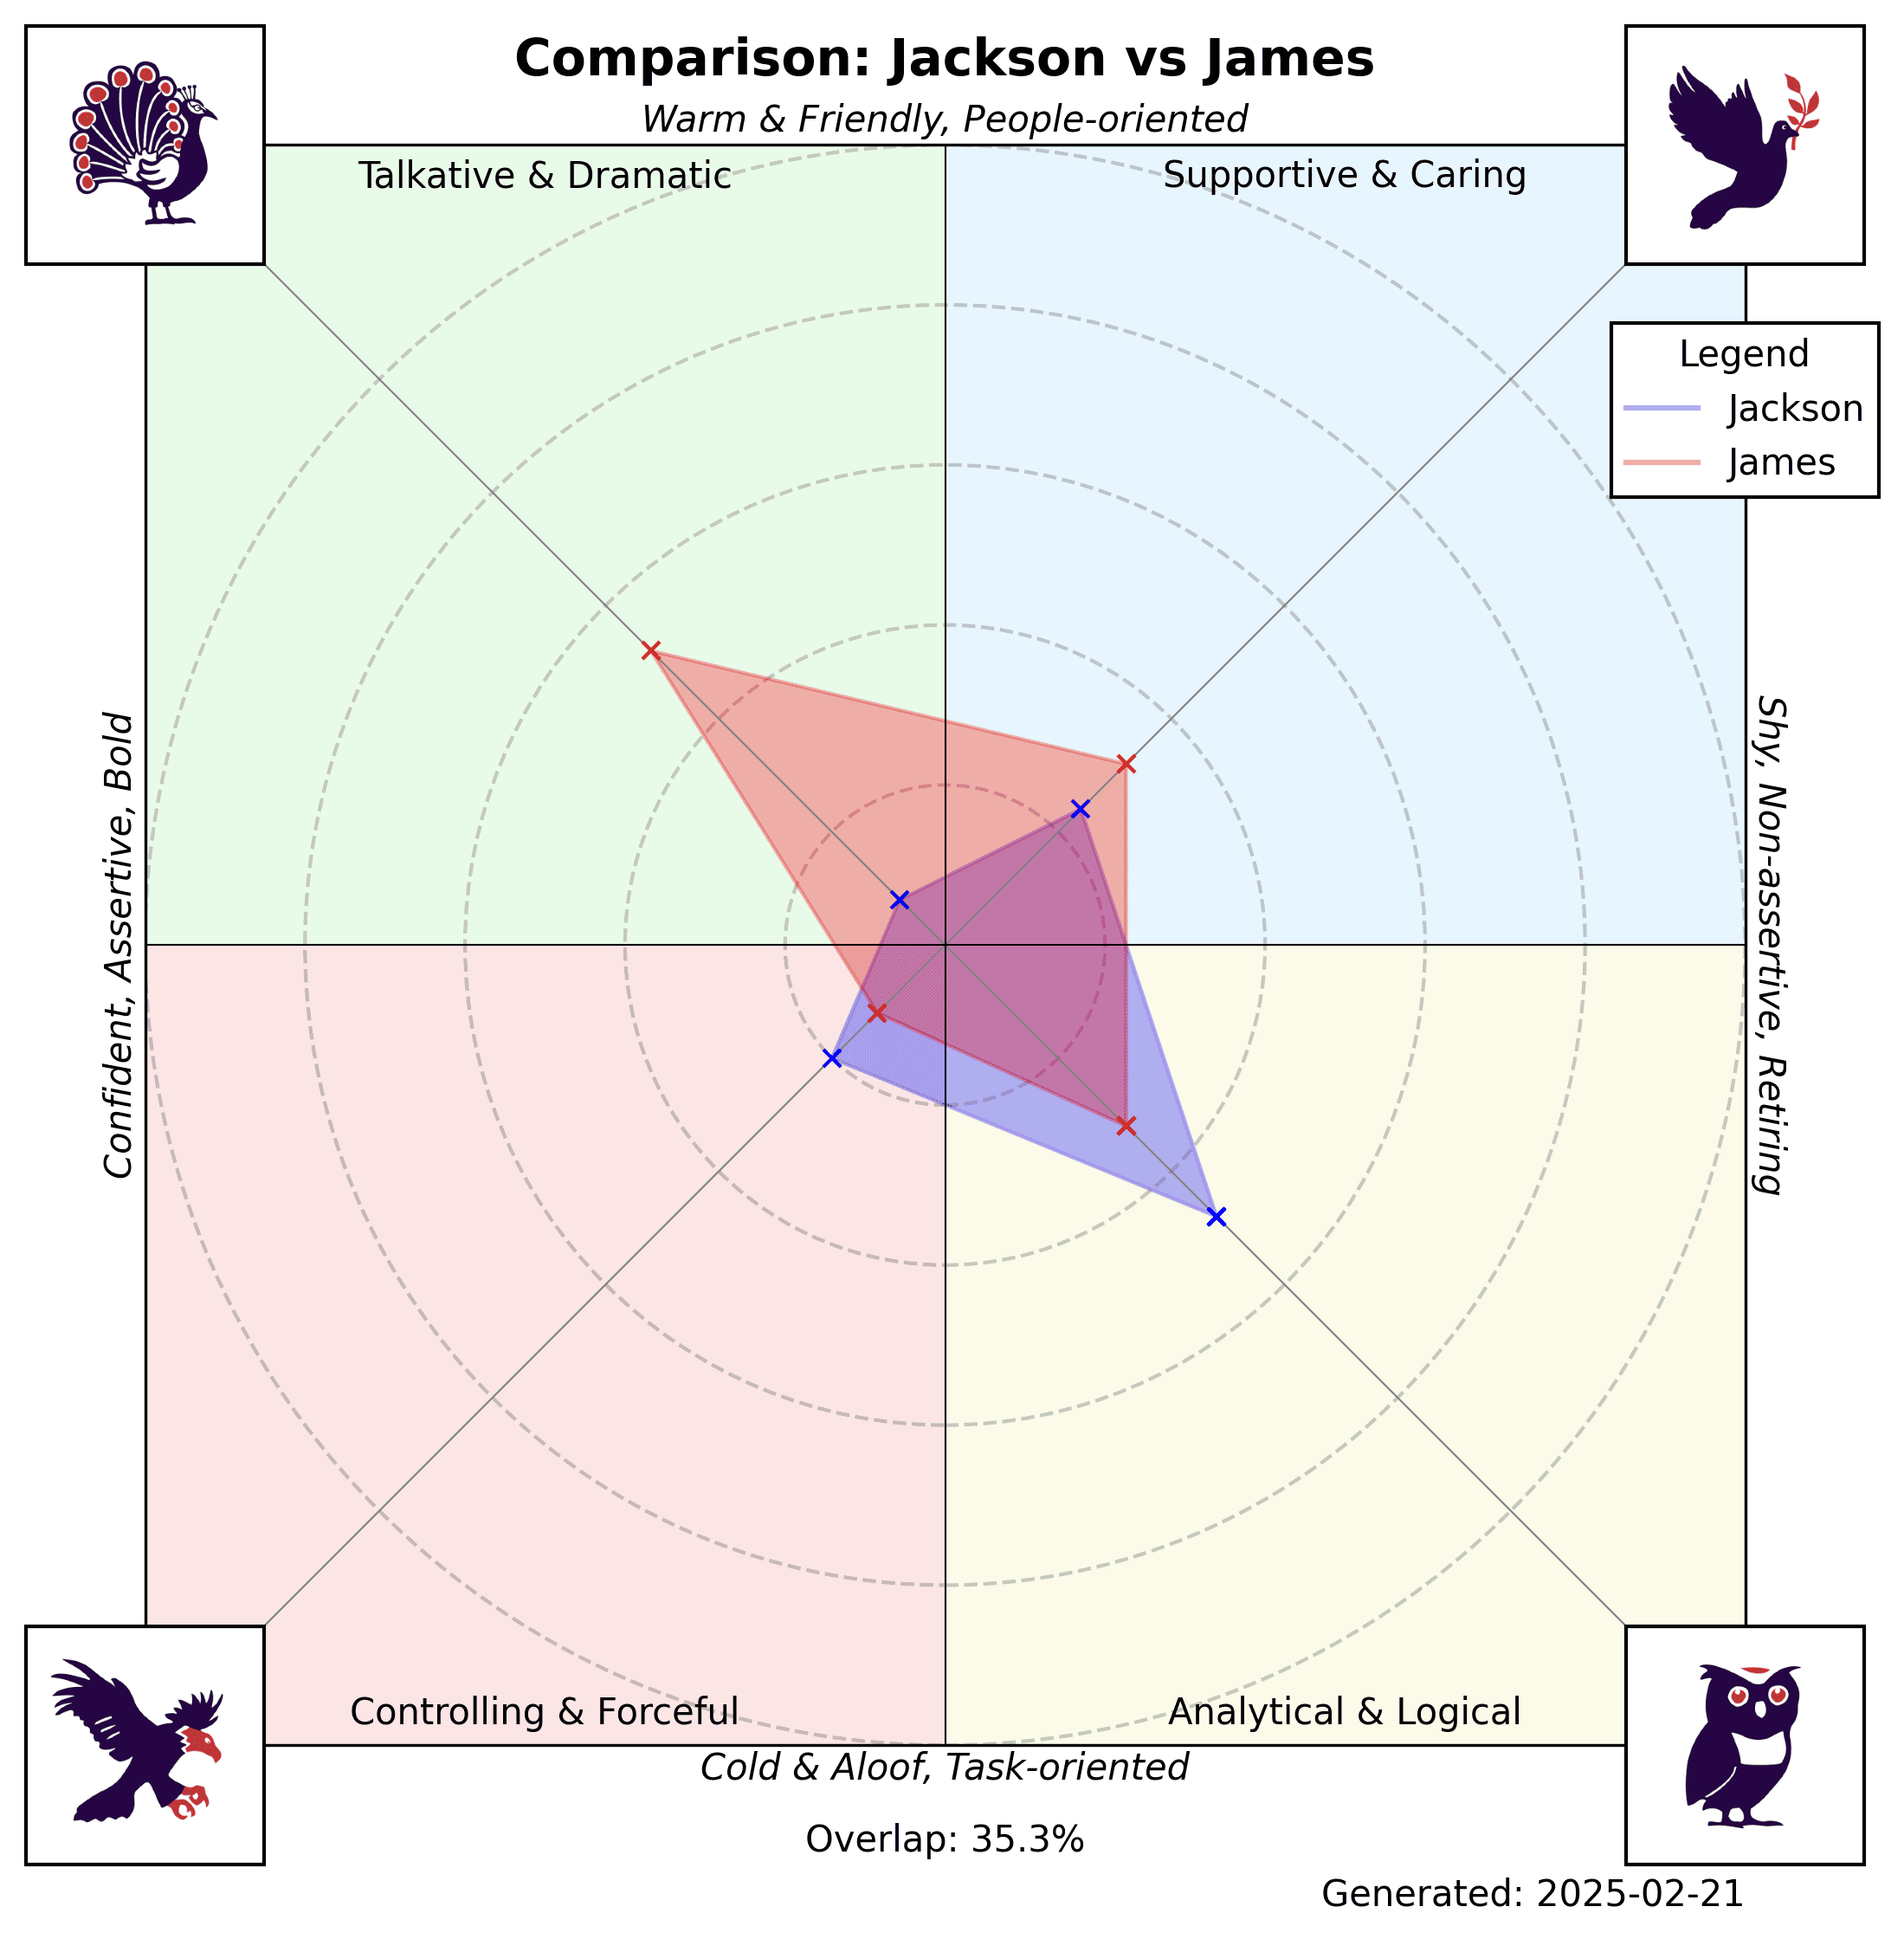 Comparison: Jackson vs James
Warm & Friendly, People-oriented
Talkative & Dramatic
Supportive & Caring
Legend
Jackson
James
Confident, Assertive, Bold
Shy, Non-assertive, Retiring
Controlling & Forceful
Analytical & Logical
Cold & Aloof, Task-oriented
Overlap: 35.3%
Generated: 2025-02-21